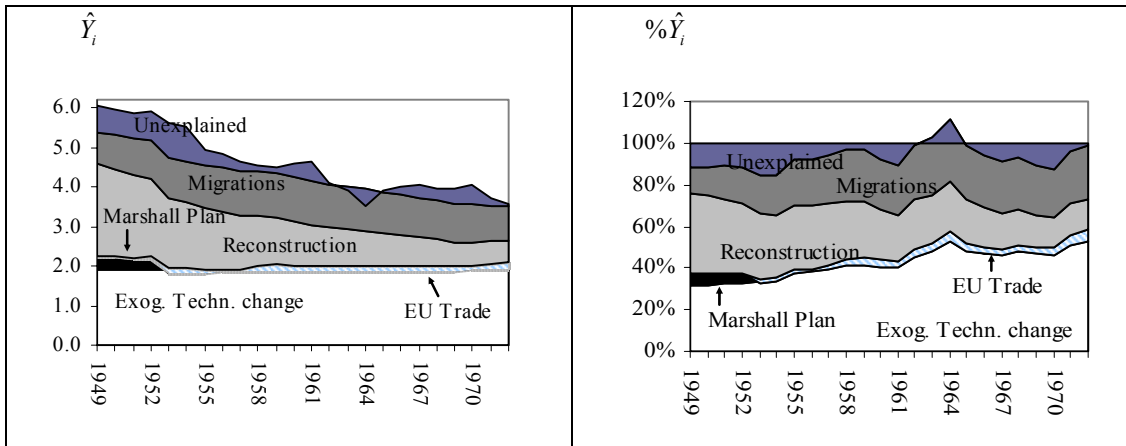 Ŷi
6.0
5.0
4.0
3.0
2.0
1.0
0.0
Unexplained
Migrations
Marshall Plan
Reconstruction
Exog. Techn. change
EU Trade
1949
1952
1955
1958
1961
1964
1967
1970
%Ŷi
120%
100%
80%
60%
40%
20%
0%
Unexplained
Migrations
Reconstruction
EU Trade
Marshall Plan
Exog. Techn. change
1949
1952
1955
1958
1961
1964
1967
1970